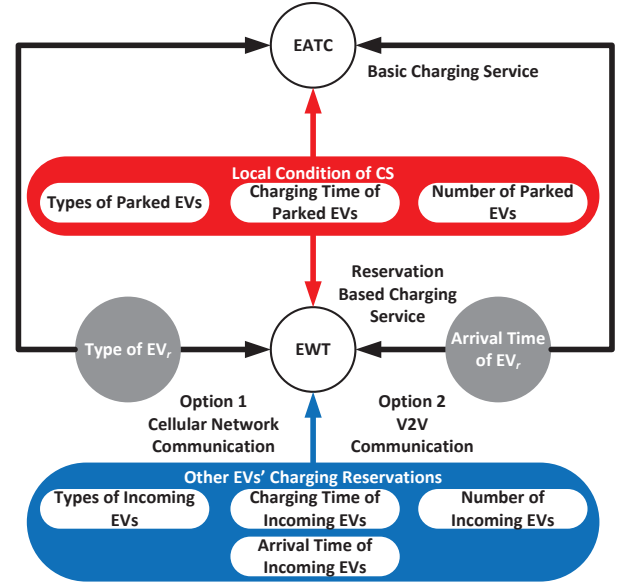 EATC
Basic Charging Service
Local Condition of CS
Types of Parked EVs
Charging Time of
Parked EVs
Number of Parked
EVs
Reservation
Based Charging
Service
Type of EVr
EWT
Arrival Time
of EVr
Option 1
Cellular Network
Communication
Option 2
V2V
Communication
Other EVs' Charging Reservations
Types of Incoming
EVs
Charging Time of
Incoming EVs
Number of
Incoming EVs
Arrival Time of
Incoming EVs